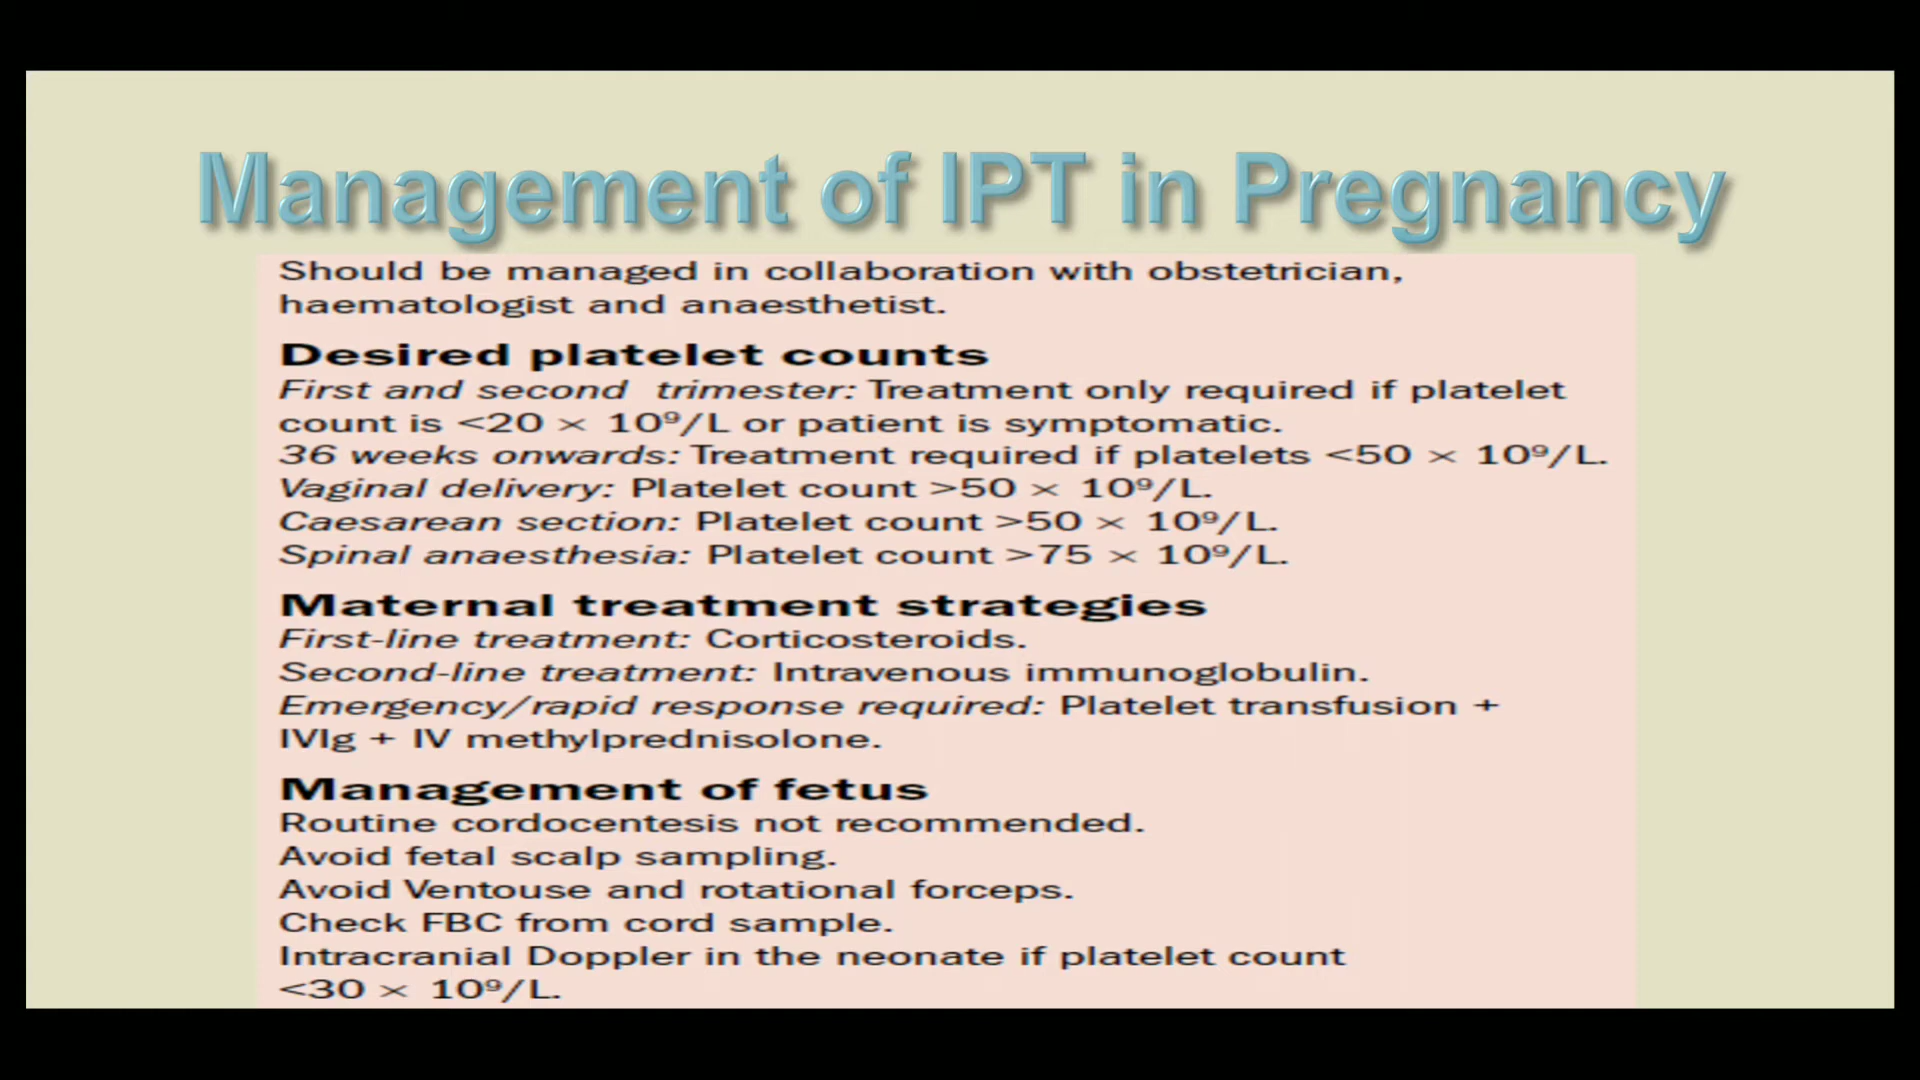 Management of IPT in Pregnancy
Should be managed in collaboration with obstetrician,
haematologist and anaesthetist.
Desired platelet counts
First and second trimester: Treatment only required if platelet
count is <20 × 10⁹/L or patient is symptomatic.
36 weeks onwards: Treatment required if platelets <50 × 10⁹/L.
Vaginal delivery: Platelet count >50 × 10⁹/L.
Caesarean section: Platelet count >50 × 10⁹/L.
Spinal anaesthesia: Platelet count >75 × 10⁹/L.
Maternal treatment strategies
First-line treatment: Corticosteroids.
Second-line treatment: Intravenous immunoglobulin.
Emergency/rapid response required: Platelet transfusion +
IVIg + IV methylprednisolone.
Management of fetus
Routine cordocentesis not recommended.
Avoid fetal scalp sampling.
Avoid Ventouse and rotational forceps.
Check FBC from cord sample.
Intracranial Doppler in the neonate if platelet count
<30 × 10⁹/L.